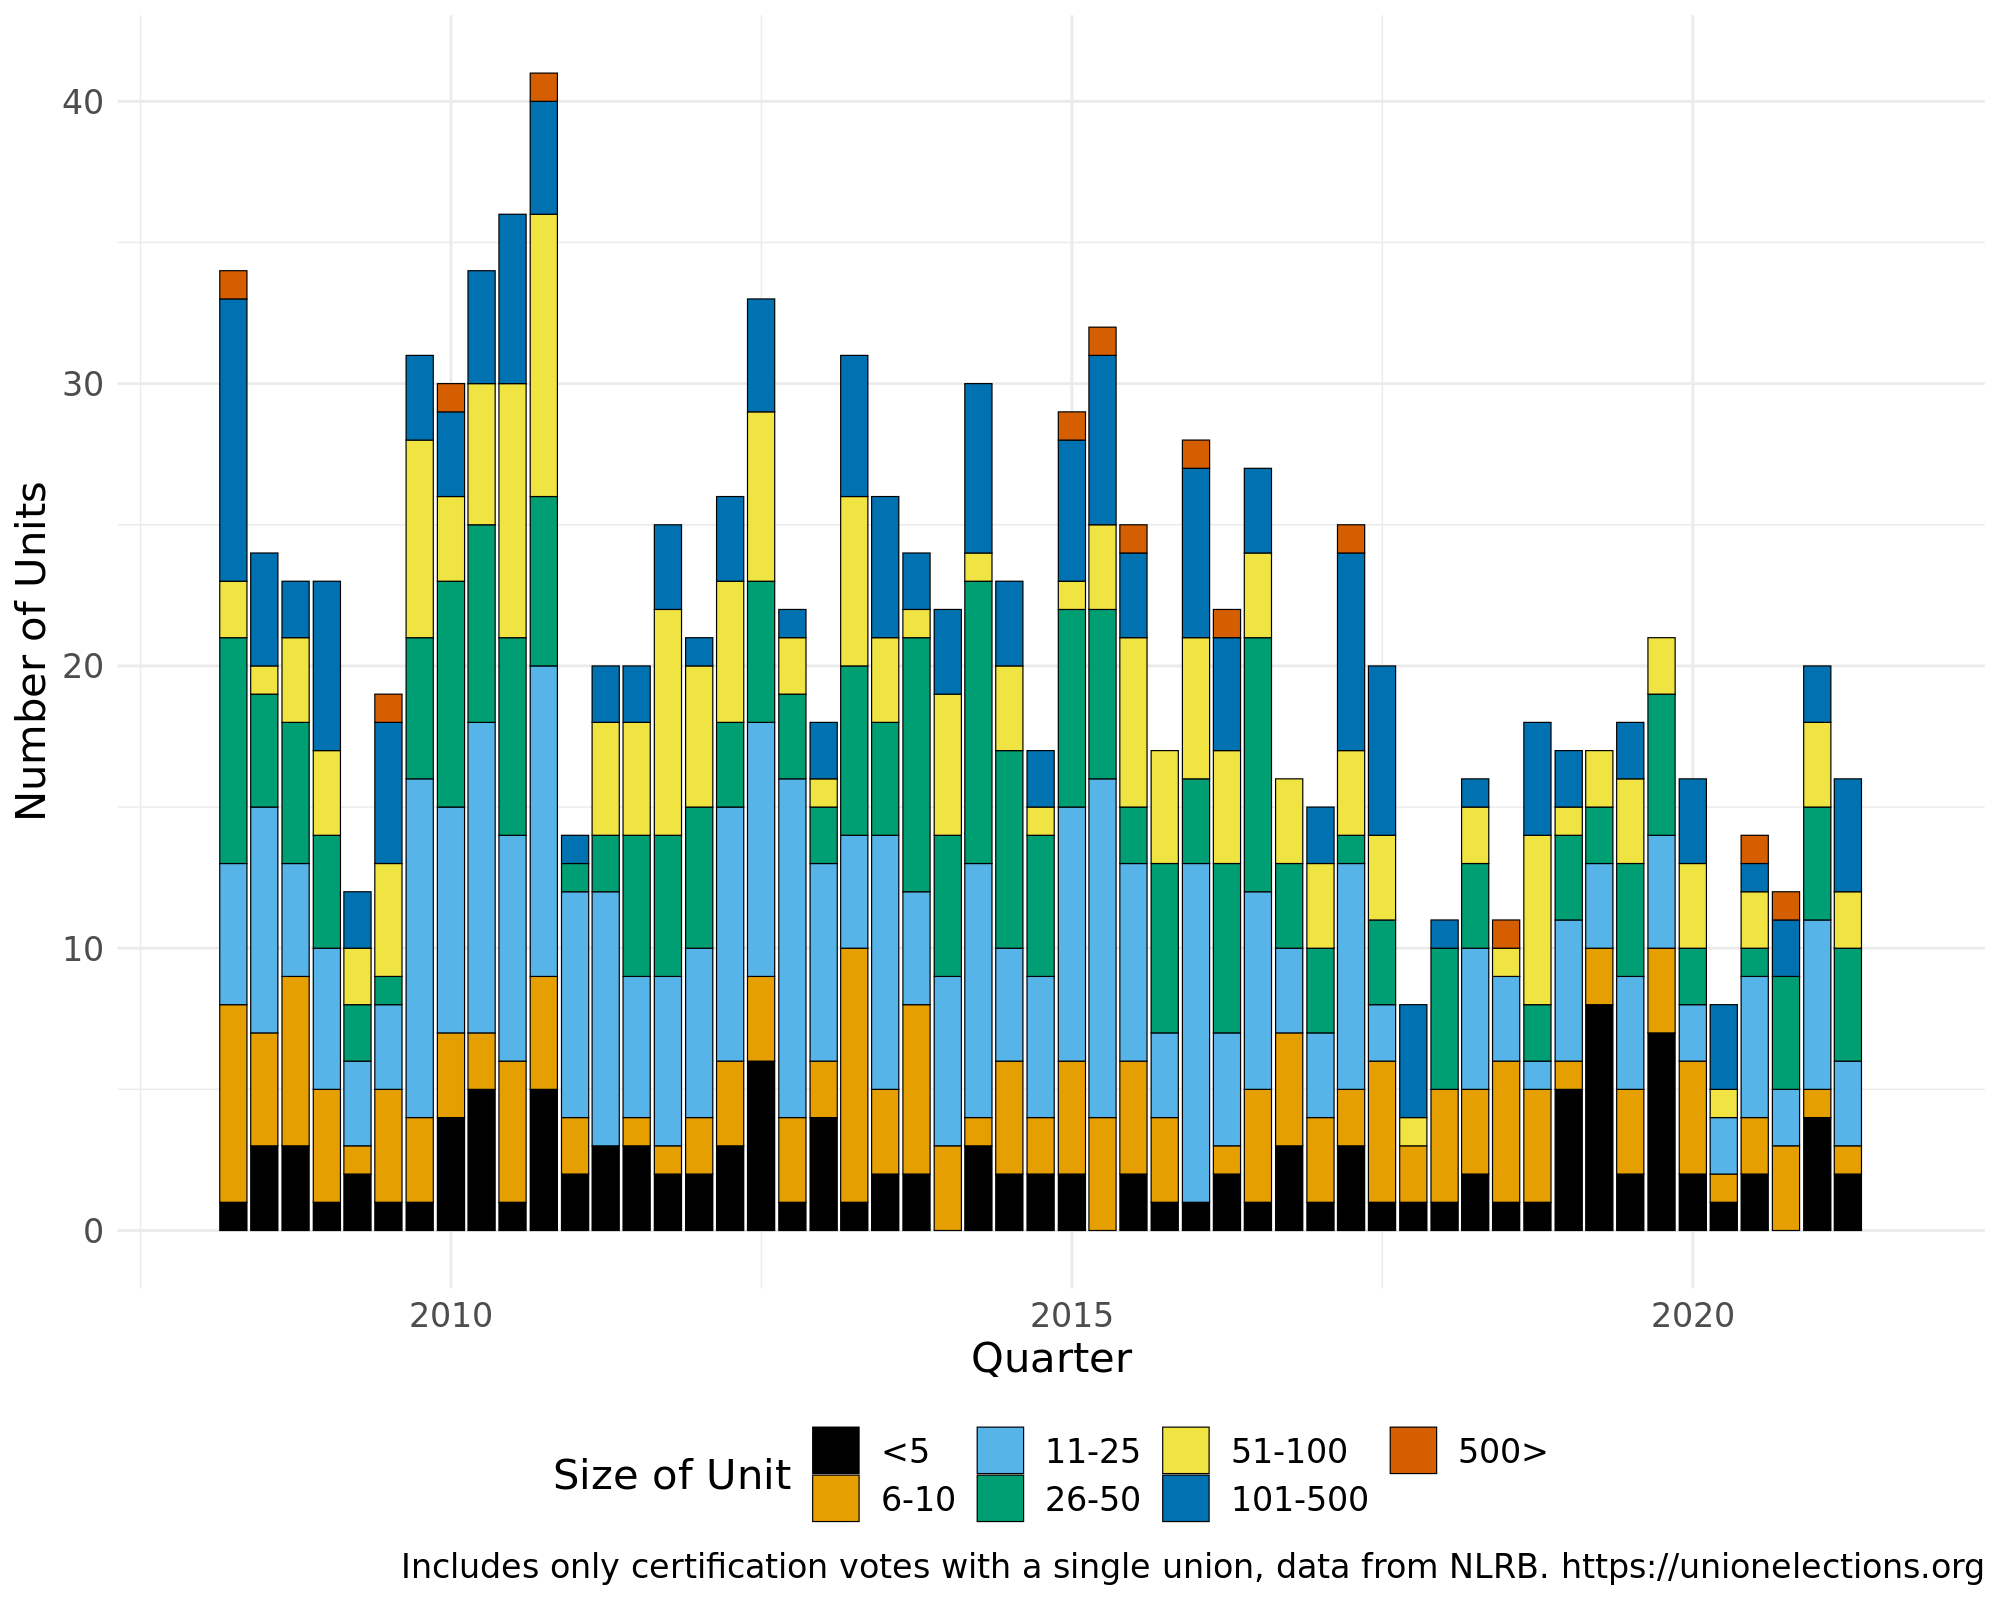 40
30
20
10
0
Number of Units
2010 2015 2020
Quarter
Size of Unit
<5 11-25 51-100 500>
6-10 26-50 101-500
Includes only certification votes with a single union, data from NLRB. https://unionelections.org